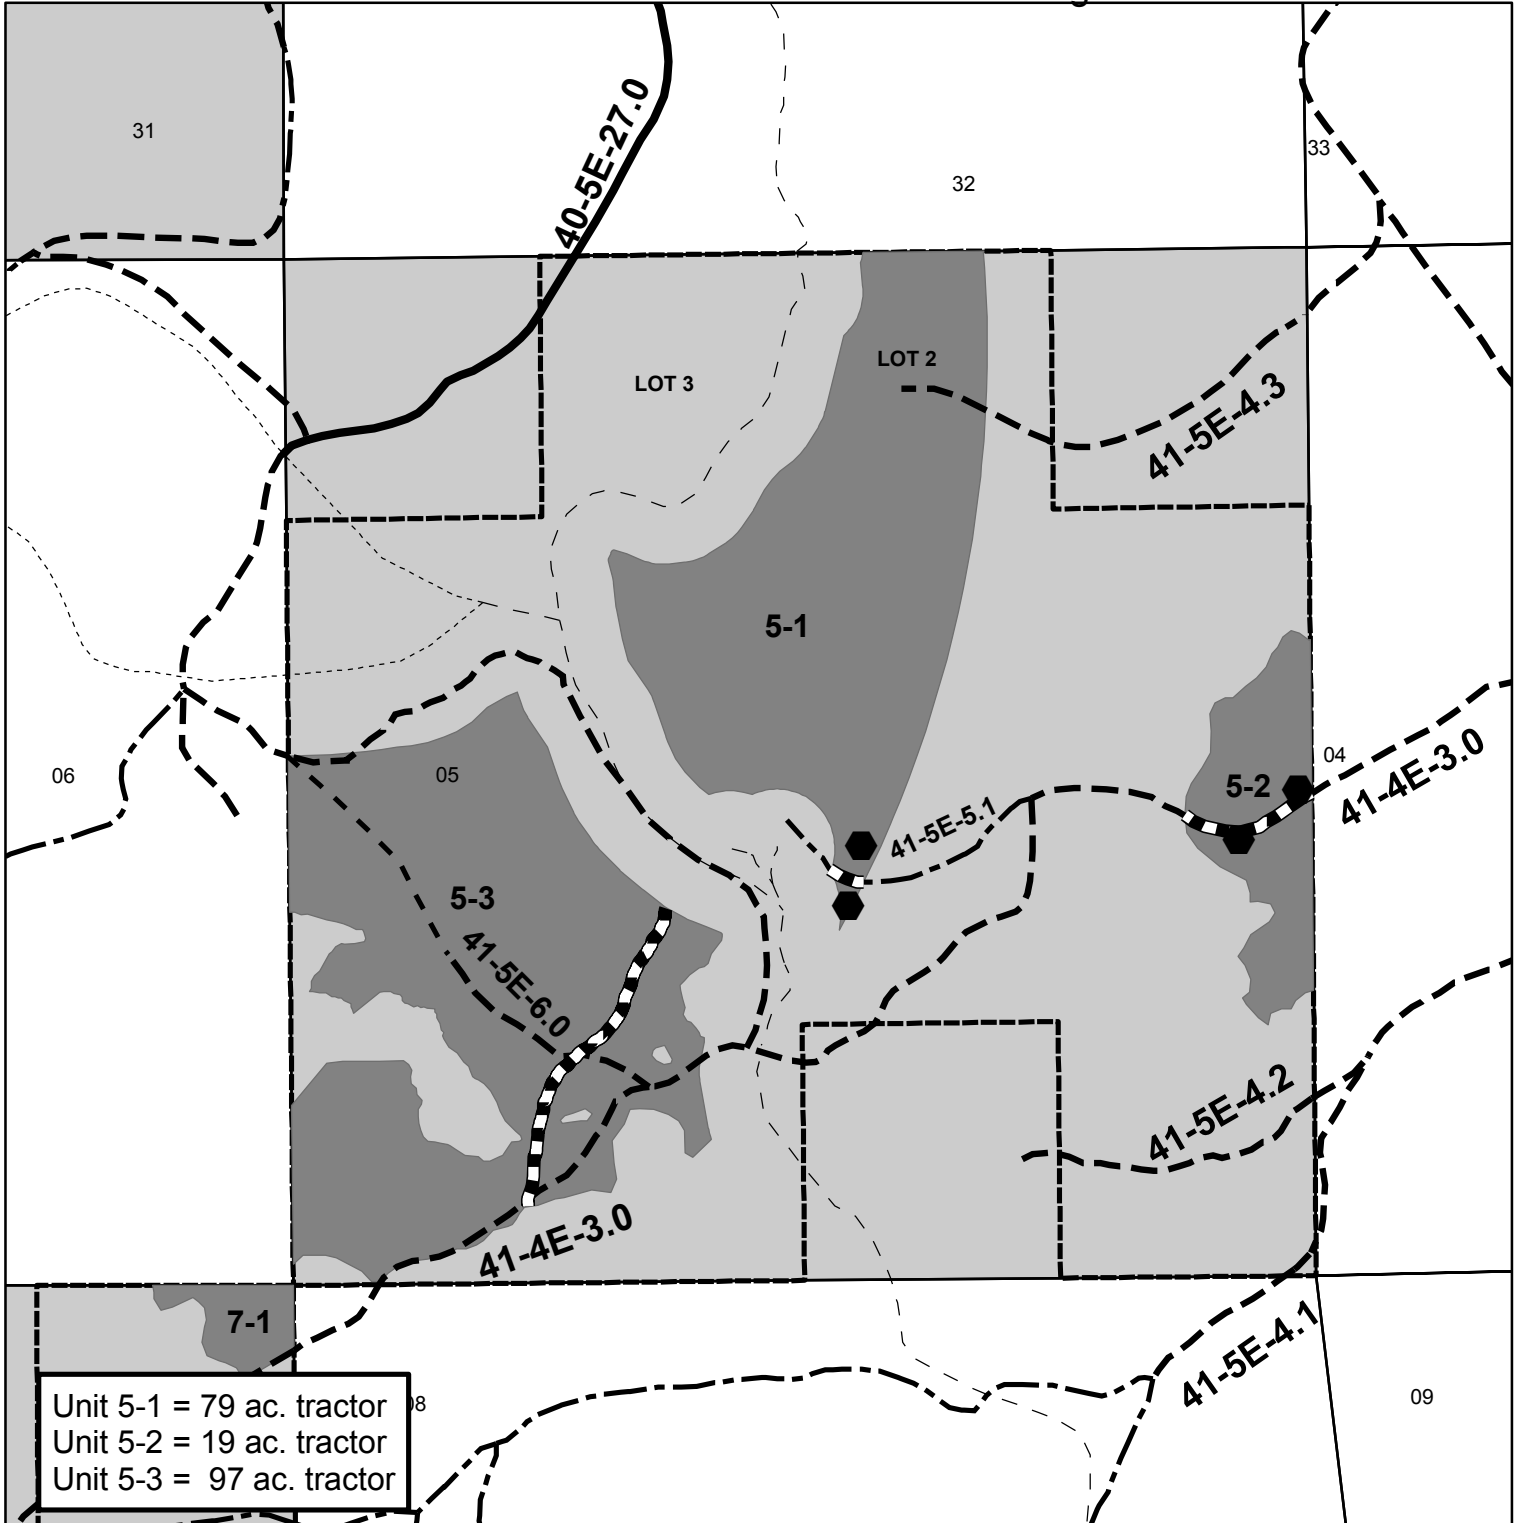 31
40-5E-27.0
32
33
LOT 3
LOT 2
41-5E-4.3
5-1
06
05
04
5-2
41-4E-3.0
41-5E-5.1
5-3
41-5E-6.0
41-5E-4.2
41-4E-3.0
7-1
41-5E-4.1
Unit 5-1 = 79 ac. tractor
Unit 5-2 = 19 ac. tractor
Unit 5-3 =  97 ac. tractor
08
09